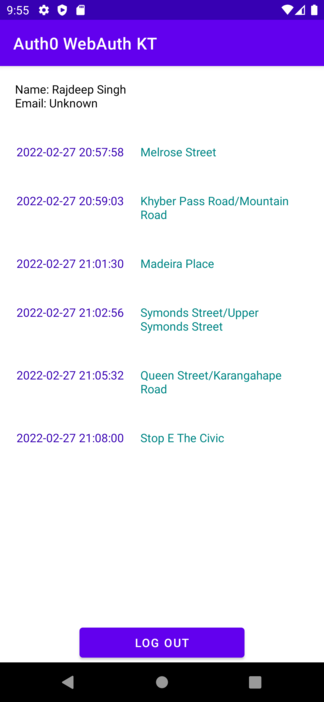 9:55
Auth0 WebAuth KT
Name: Rajdeep Singh
Email: Unknown
2022-02-27 20:57:58 Melrose Street
2022-02-27 20:59:03 Khyber Pass Road/Mountain
Road
2022-02-27 21:01:30 Madeira Place
2022-02-27 21:02:56 Symonds Street/Upper
Symonds Street
2022-02-27 21:05:32 Queen Street/Karangahape
Road
2022-02-27 21:08:00 Stop E The Civic
LOG OUT